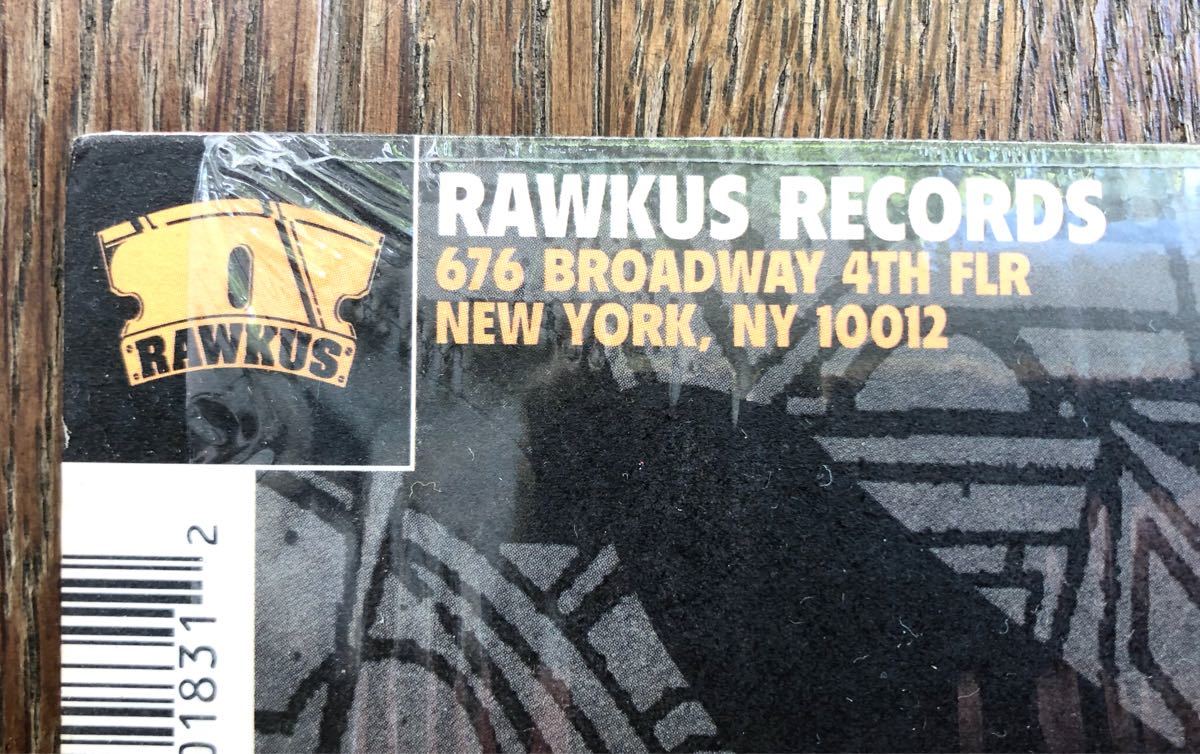 RAWKUS
RAWKUS RECORDS
676 BROADWAY 4TH FLR
NEW YORK, NY 10012
01831 2